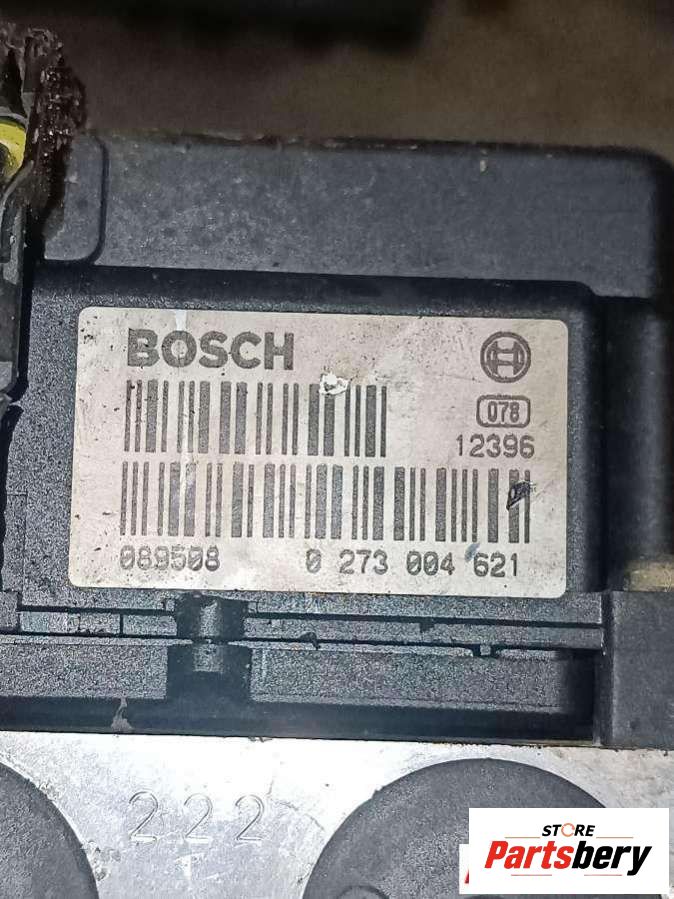 BOSCH
078
12396
089508 0 273 004 621
222
STORE
Partsbery